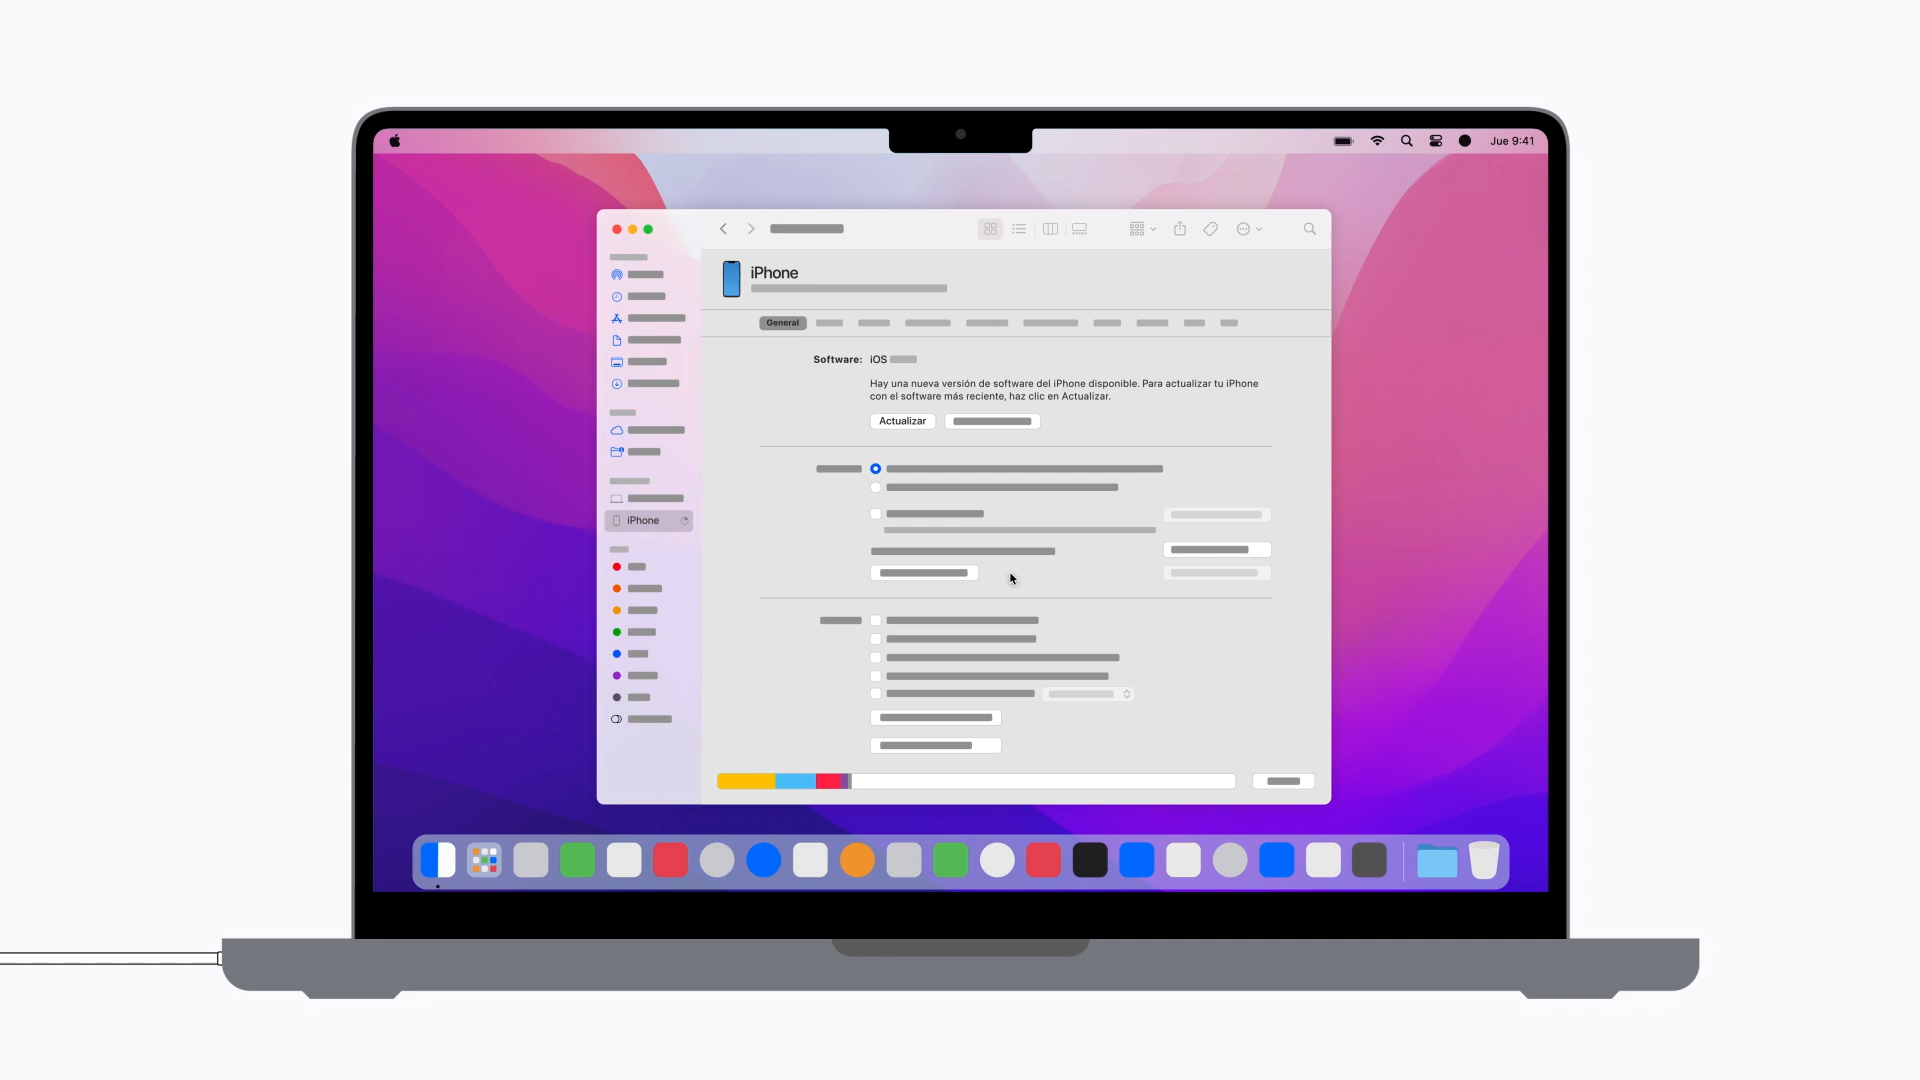 Jue 9:41
iPhone
General
Software: iOS
Hay una nueva versión de software del iPhone disponible. Para actualizar tu iPhone
con el software más reciente, haz clic en Actualizar.
Actualizar
iPhone